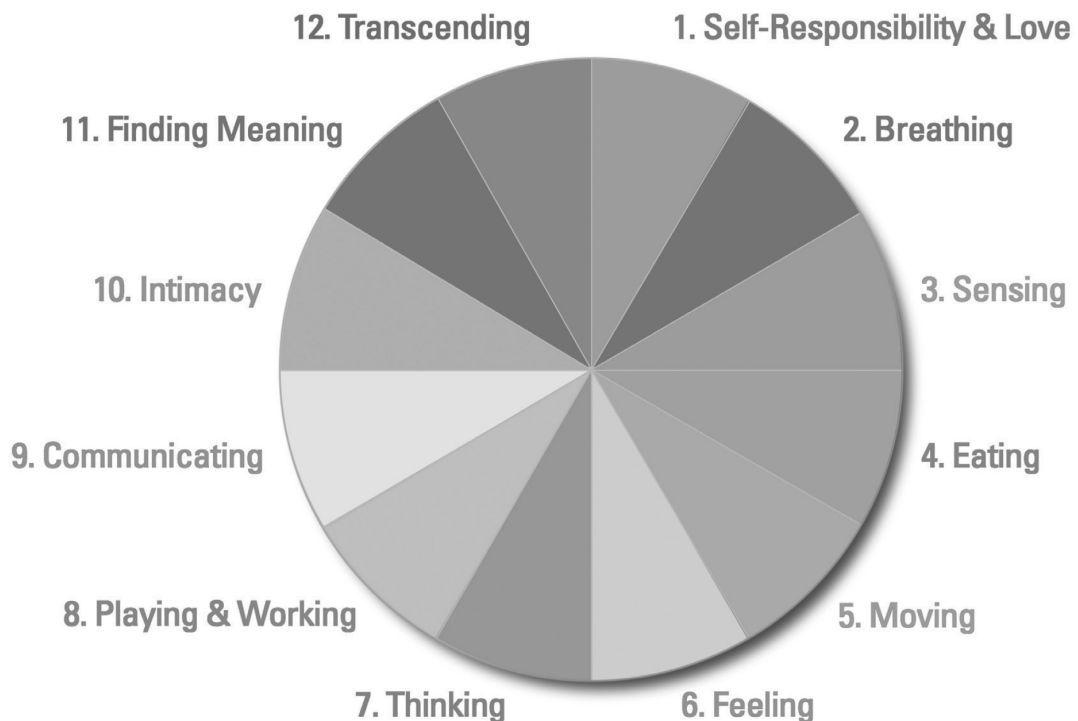 12. Transcending
1. Self-Responsibility & Love
11. Finding Meaning
2. Breathing
10. Intimacy
3. Sensing
9. Communicating
4. Eating
8. Playing & Working
5. Moving
7. Thinking
6. Feeling